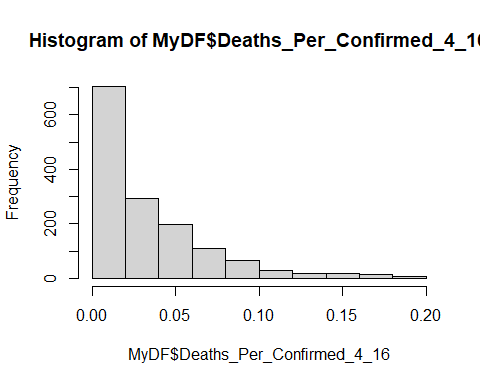 Histogram of MyDF$Deaths_Per_Confirmed_4_16
Frequency
600
400
200
0
0.00 0.05 0.10 0.15 0.20
MyDF$Deaths_Per_Confirmed_4_16